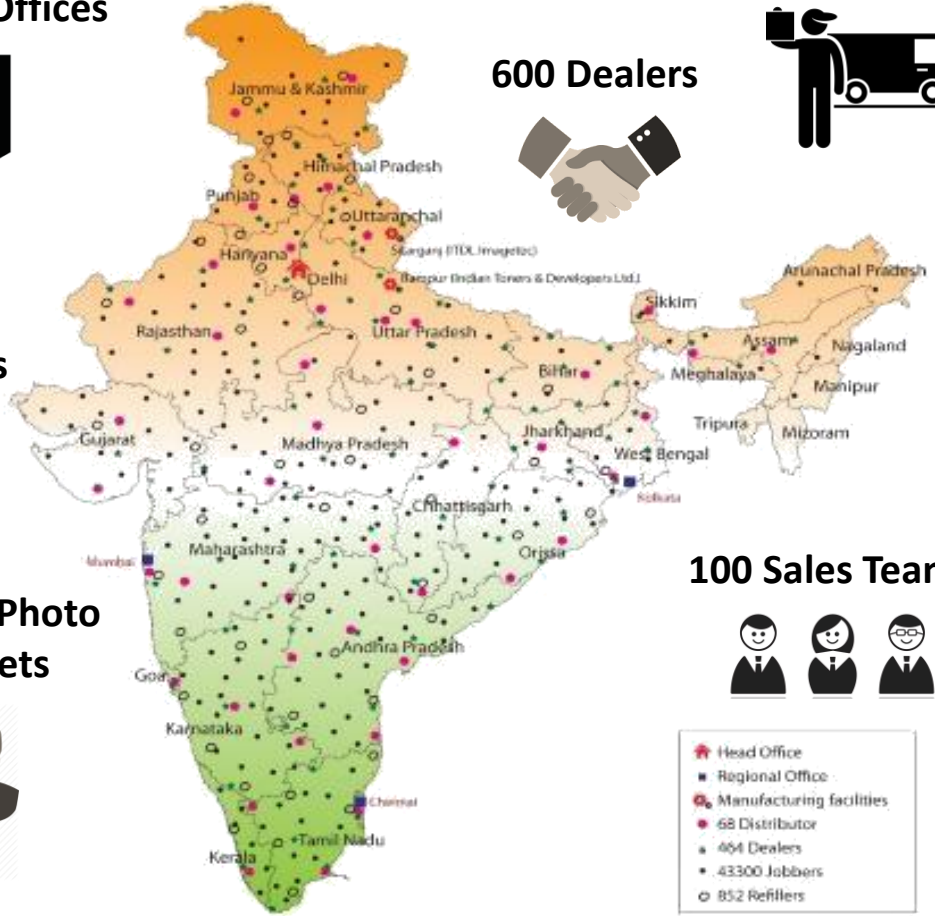 Offices
600 Dealers
Jammu & Kashmir
Himachal Pradesh
Punjab
Uttaranchal
Sitarganj (ITDL Imagetec)
Haryana
Delhi
Rampur (Indian Toners & Developers Ltd.)
Arunachal Pradesh
Sikkim
Rajasthan
Uttar Pradesh
Assam
Nagaland
s
Bihar
Meghalaya
Manipur
Tripura
Mizoram
Gujarat
Madhya Pradesh
Jharkhand
West Bengal
Kolkata
Chhattisgarh
Maharashtra
Orissa
Mumbai
100 Sales Tear
Photo
ets
Andhra Pradesh
Goa
Karnataka
Chennai
Tamil Nadu
Kerala
Head Office
Regional Office
Manufacturing facilities
68 Distributor
464 Dealers
43300 Jobbers
852 Refillers